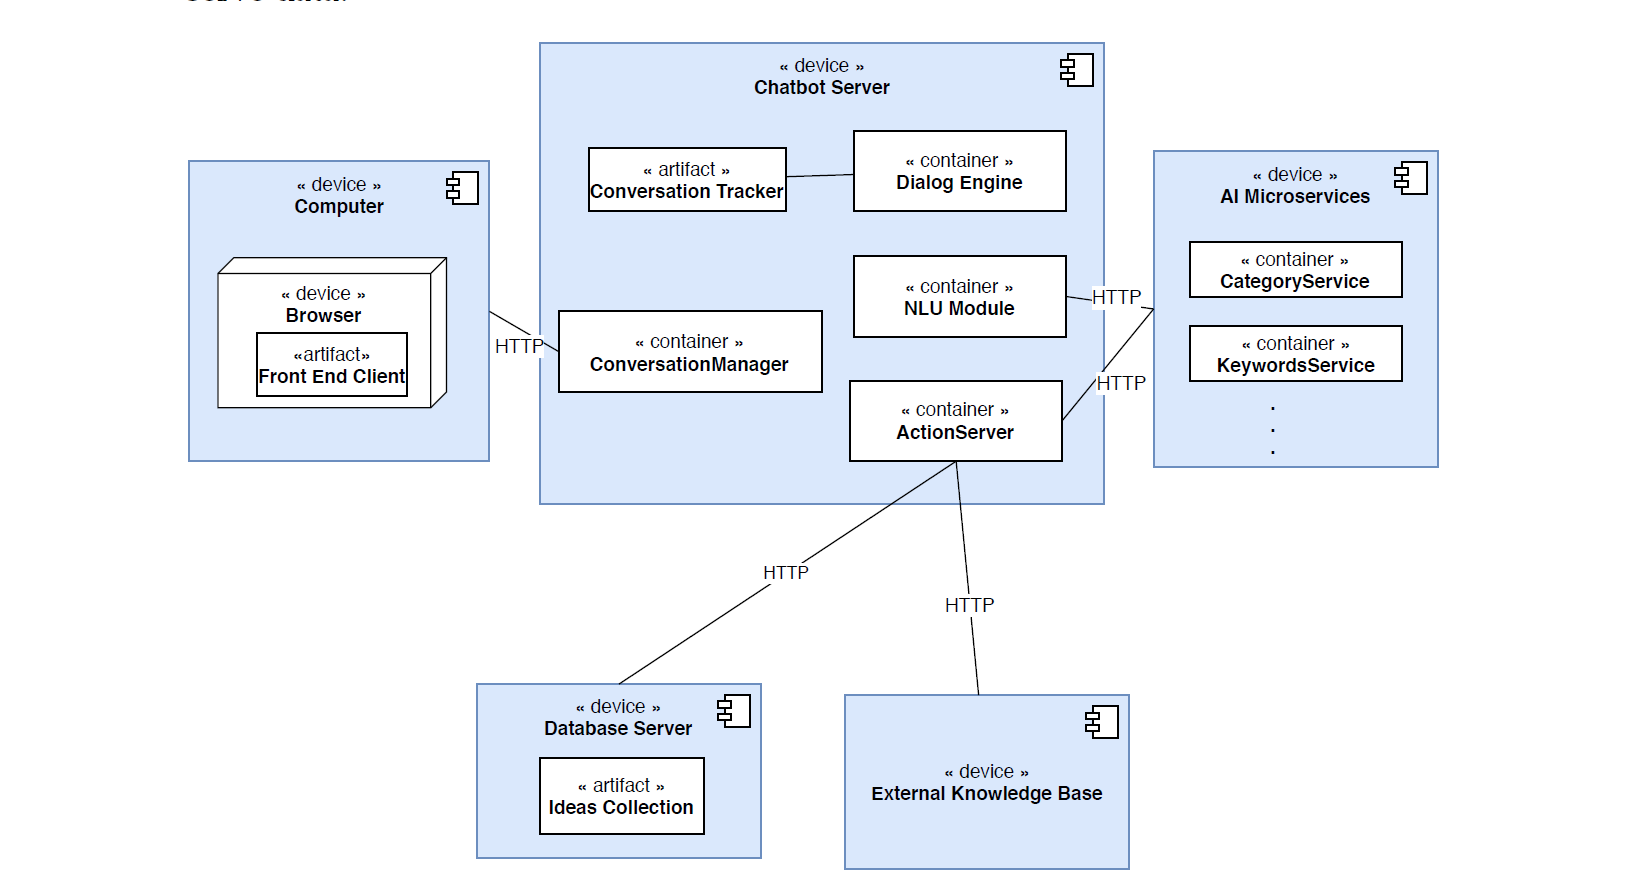 « device »
Chatbot Server
« artifact »
Conversation Tracker
« container »
Dialog Engine
« device »
Computer
« device »
Browser
«artifact»
Front End Client
HTTP
« container »
ConversationManager
« container »
NLU Module
« container »
ActionServer
HTTP
HTTP
« device »
AI Microservices
« container »
CategoryService
« container »
KeywordsService
.
.
.
HTTP
HTTP
« device »
Database Server
« artifact »
Ideas Collection
« device »
External Knowledge Base